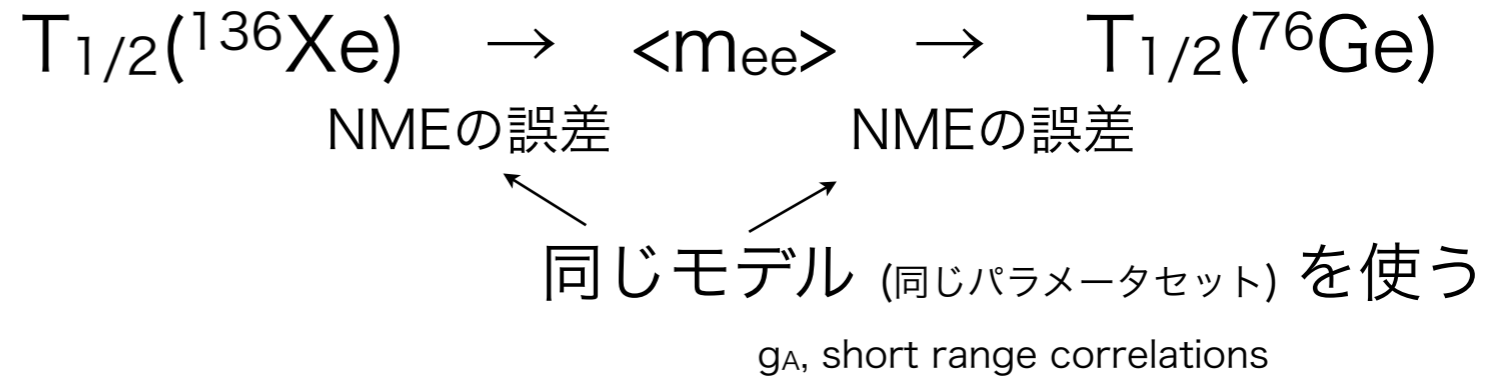 T1/2(136Xe) → <mee> → T1/2(76Ge)
NMEの誤差 NMEの誤差
同じモデル (同じパラメータセット) を使う
gA, short range correlations